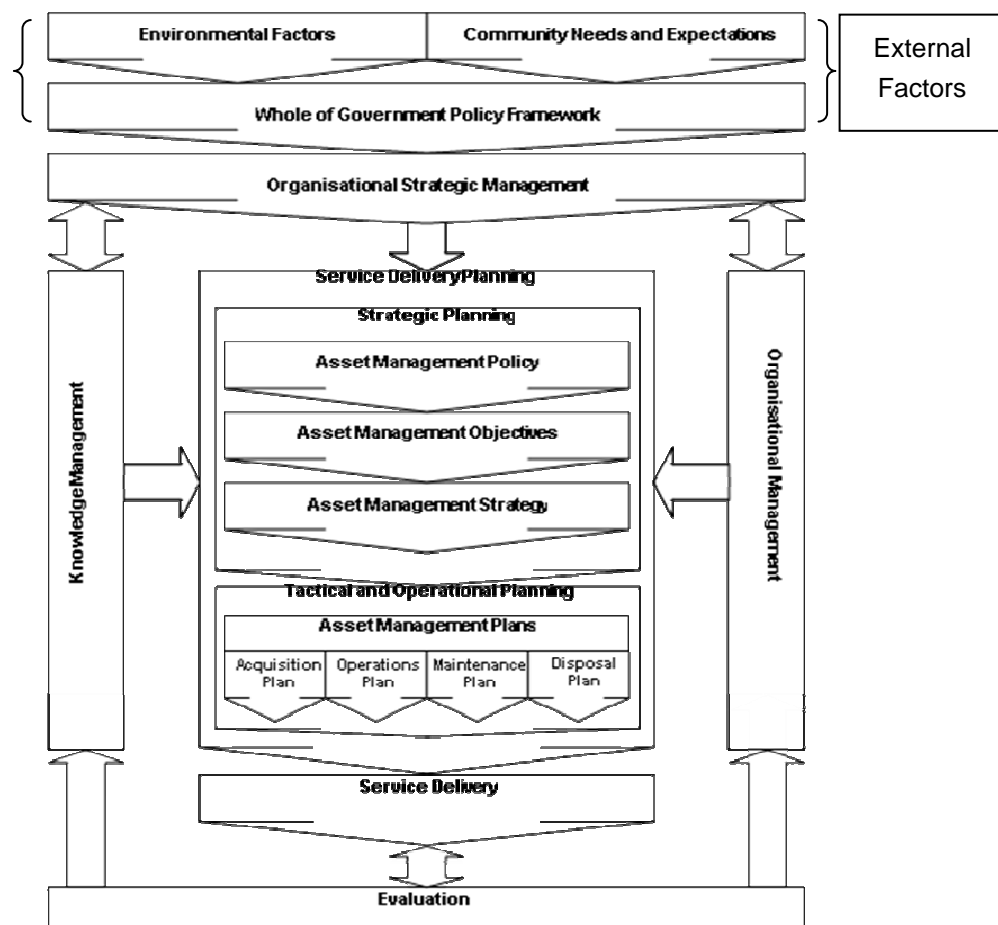 Environmental Factors
Community Needs and Expectations
External
Factors
Whole of Government Policy Framework
Organisational Strategic Management
Service Delivery Planning
Strategic Planning
Asset Management Policy
Asset Management Objectives
Asset Management Strategy
Knowledge Management
Organisational Management
Tactical and Operational Planning
Asset Management Plans
Acquisition
Plan
Operations
Plan
Maintenance
Plan
Disposal
Plan
Service Delivery
Evaluation